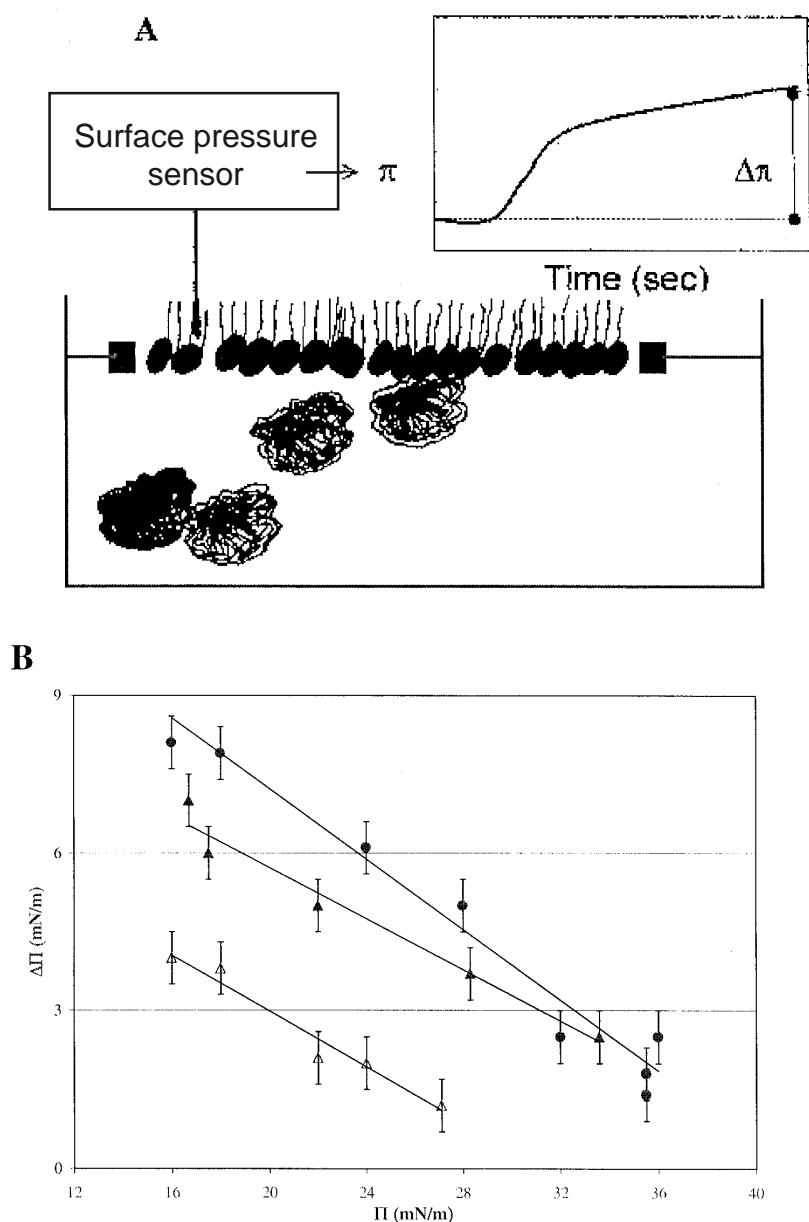 A
Surface pressure
sensor
π
Δπ
Time (sec)
B
9
6
3
0
ΔΠ (mN/m)
12 16 20 24 28 32 36 40
Π (mN/m)